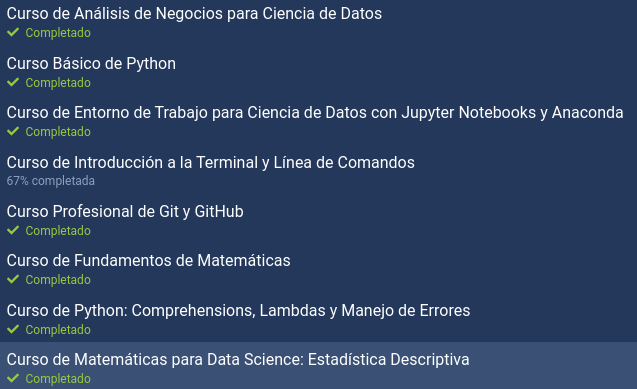 Curso de Análisis de Negocios para Ciencia de Datos
Completado
Curso Básico de Python
Completado
Curso de Entorno de Trabajo para Ciencia de Datos con Jupyter Notebooks y Anaconda
Completado
Curso de Introducción a la Terminal y Línea de Comandos
67% completada
Curso Profesional de Git y GitHub
Completado
Curso de Fundamentos de Matemáticas
Completado
Curso de Python: Comprehensions, Lambdas y Manejo de Errores
Completado
Curso de Matemáticas para Data Science: Estadística Descriptiva
Completado